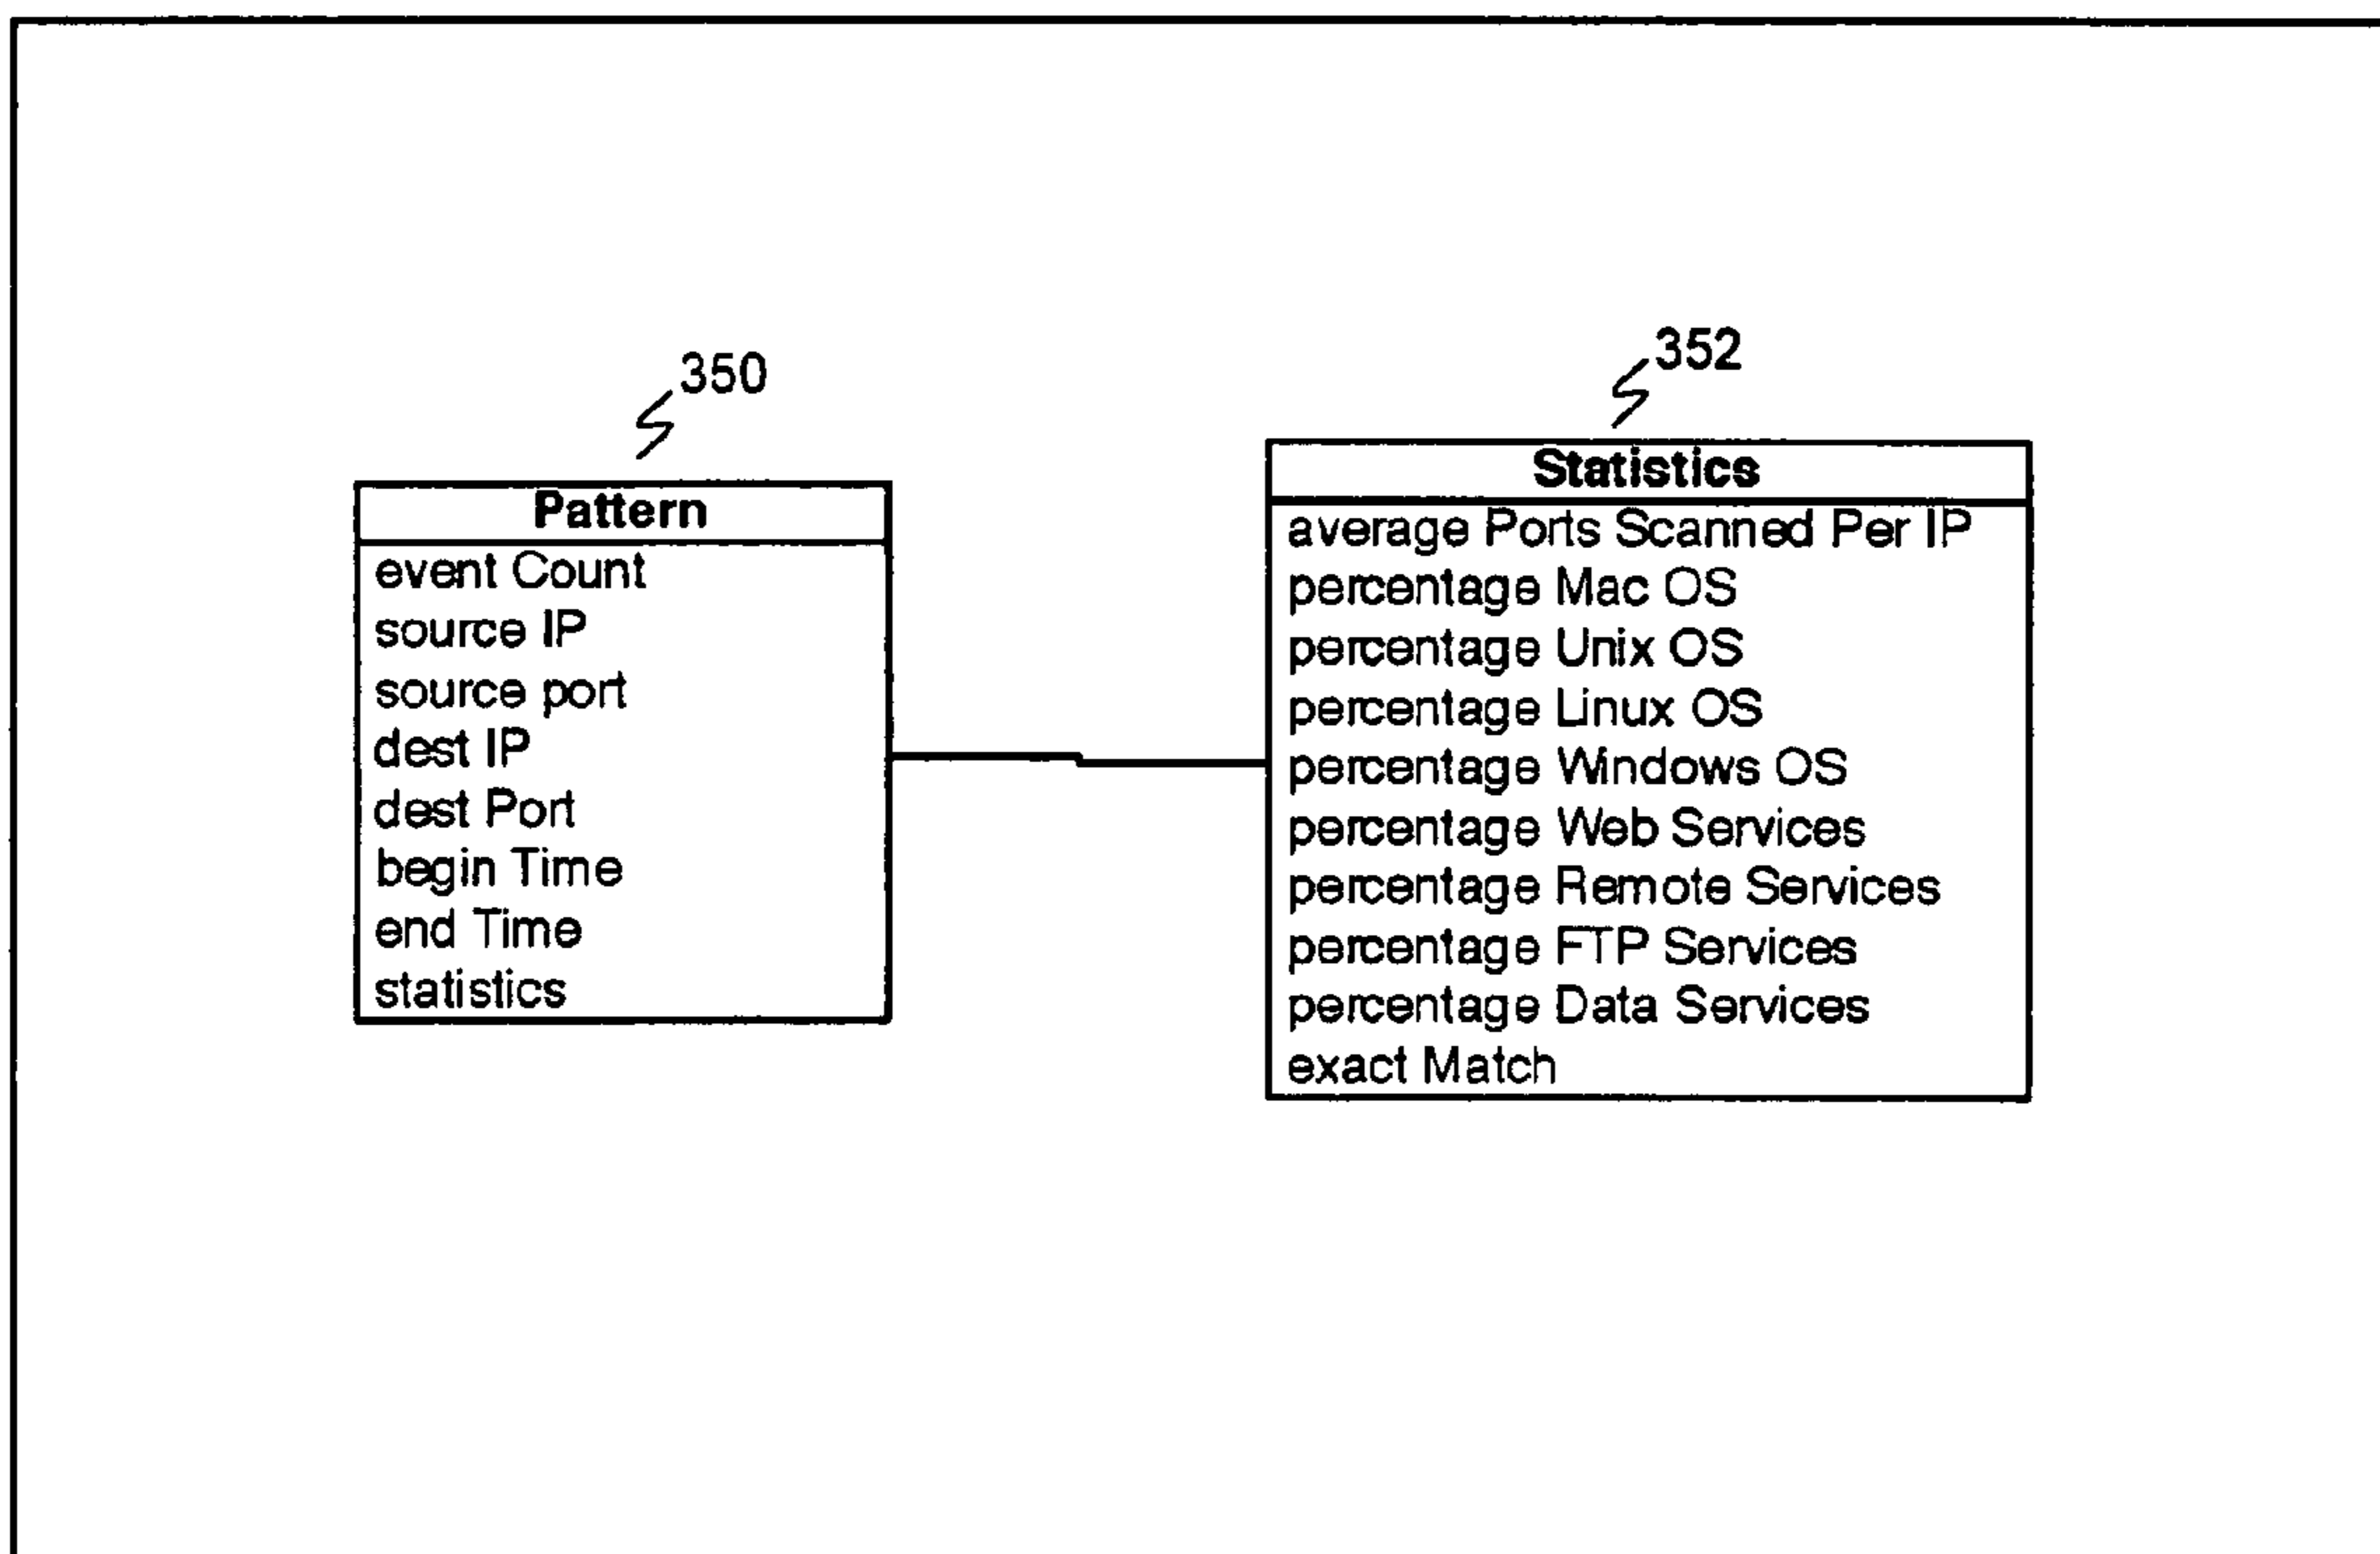 350
Pattern
event Count
source IP
source port
dest IP
dest Port
begin Time
end Time
statistics
352
Statistics
average Ports Scanned Per IP
percentage Mac OS
percentage Unix OS
percentage Linux OS
percentage Windows OS
percentage Web Services
percentage Remote Services
percentage FTP Services
percentage Data Services
exact Match